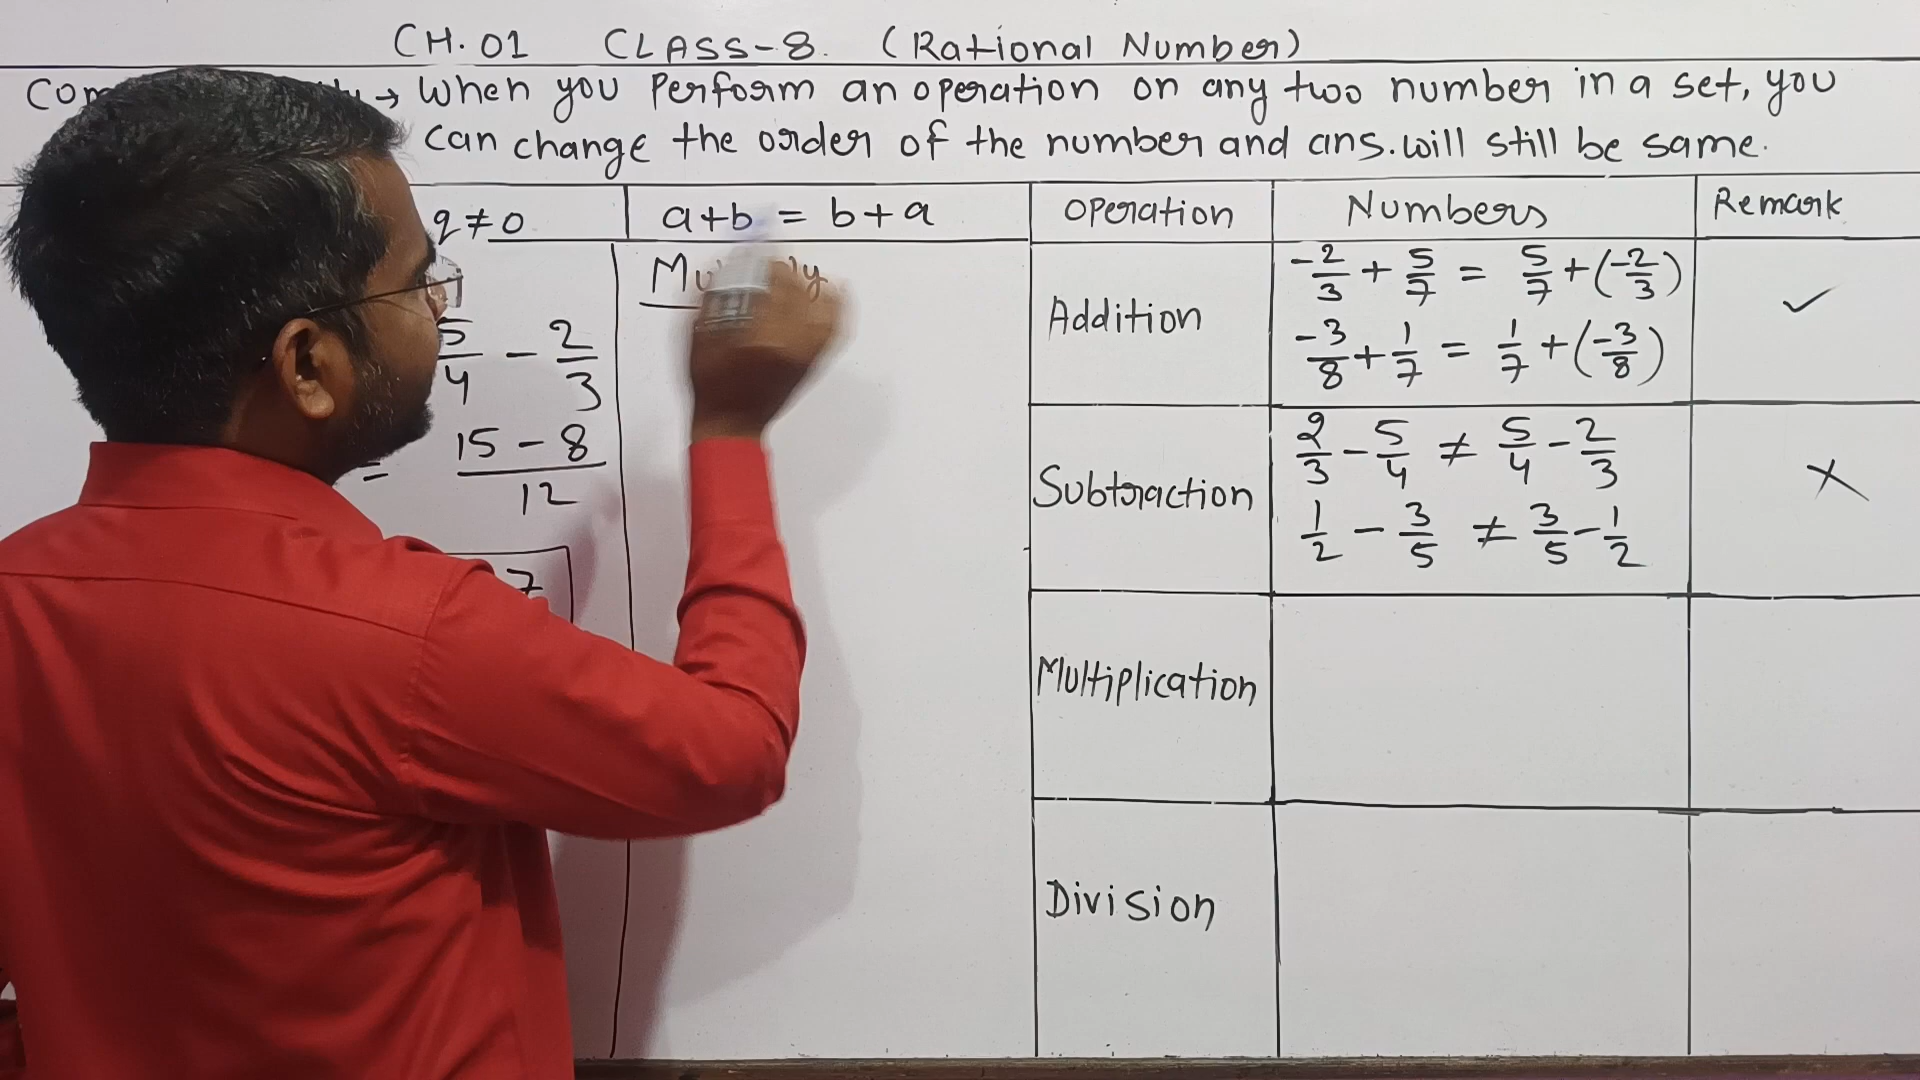 CH.01 CLASS-8. (Rational Number)
→ When you Perform an operation on any two number in a set, you
can change the order of the number and ans. will still be same.
q ≠ 0
a+b = b+a
Operation Numbers Remark
5/4 - 2/3
= 15 - 8 / 12
7
Addition
-2/3 + 5/7 = 5/7 + (-2/3)
-3/8 + 1/7 = 1/7 + (-3/8)
✓
Subtraction
2/3 - 5/4 ≠ 5/4 - 2/3
1/2 - 3/5 ≠ 3/5 - 1/2
×
Multiplication
Division